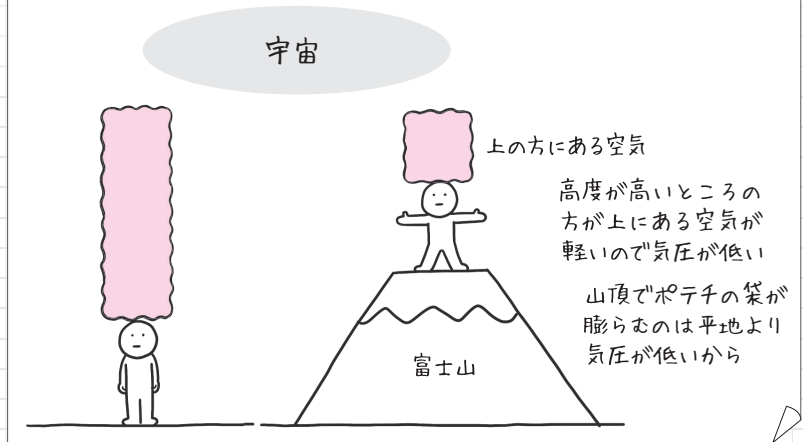 宇宙
上の方にある空気
高度が高いところの
方が上にある空気が
軽いので気圧が低い
山頂でポテチの袋が
膨らむのは平地より
気圧が低いから
富士山